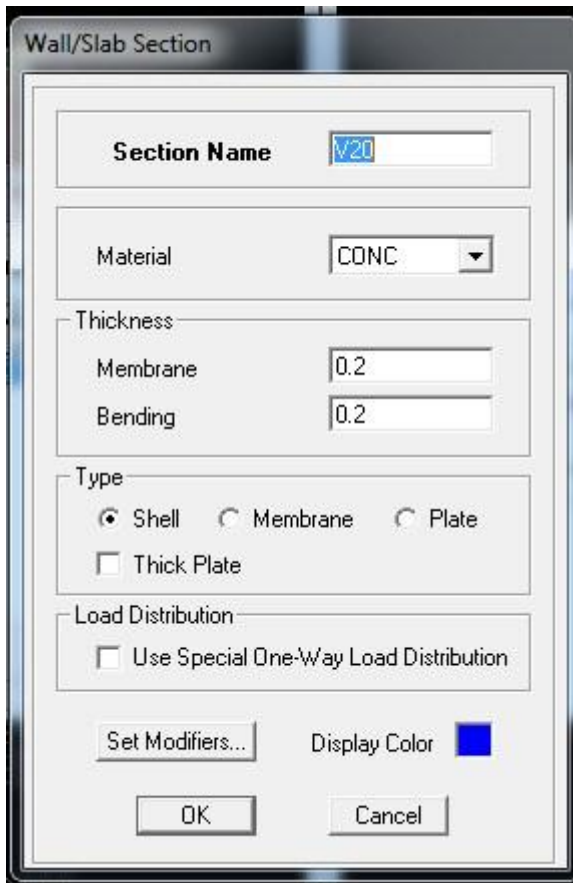 Wall/Slab Section
Section Name V20
Material CONC
Thickness
Membrane 0.2
Bending 0.2
Type
Shell Membrane Plate
Thick Plate
Load Distribution
Use Special One-Way Load Distribution
Set Modifiers... Display Color
OK Cancel